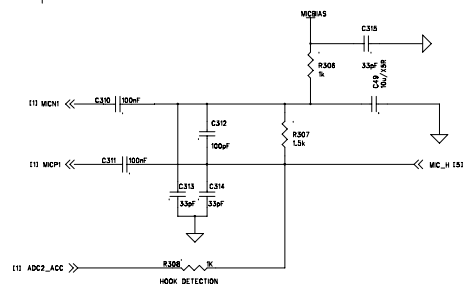 MICBIAS
C315
33pF
R306
1k
C49
10u/X5R
[1] MICN1
C310
100nF
C312
100pF
R307
1.5k
[1] MICP1
C311
100nF
MIC_H [5]
C313
33pF
C314
33pF
[1] ADC2_ACC
R308
1K
HOOK DETECTION